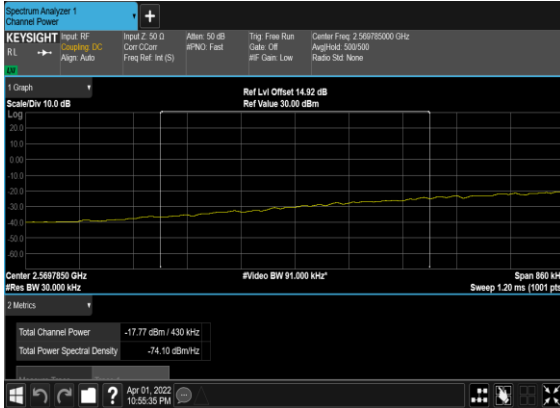 Spectrum Analyzer 1
Channel Power
+
KEYSIGHT
RL
Input: RF
Coupling: DC
Align: Auto
Input Z: 50 Ω
Corr CCorr
Freq Ref: Int (S)
Atten: 50 dB
#PNO: Fast
Trig: Free Run
Gate: Off
#IF Gain: Low
Center Freq: 2.569785000 GHz
Avg|Hold: 500/500
Radio Std: None
1 Graph
Scale/Div 10.0 dB
Ref Lvl Offset 14.92 dB
Ref Value 30.00 dBm
Log
20.0
10.0
0.00
-10.0
-20.0
-30.0
-40.0
-50.0
-60.0
Center 2.5697850 GHz
#Res BW 30.000 kHz
#Video BW 91.000 kHz*
Span 860 kH
Sweep 1.20 ms (1001 pts
2 Metrics
Total Channel Power -17.77 dBm / 430 kHz
Total Power Spectral Density -74.10 dBm/Hz
?
Apr 01, 2022
10:55:35 PM